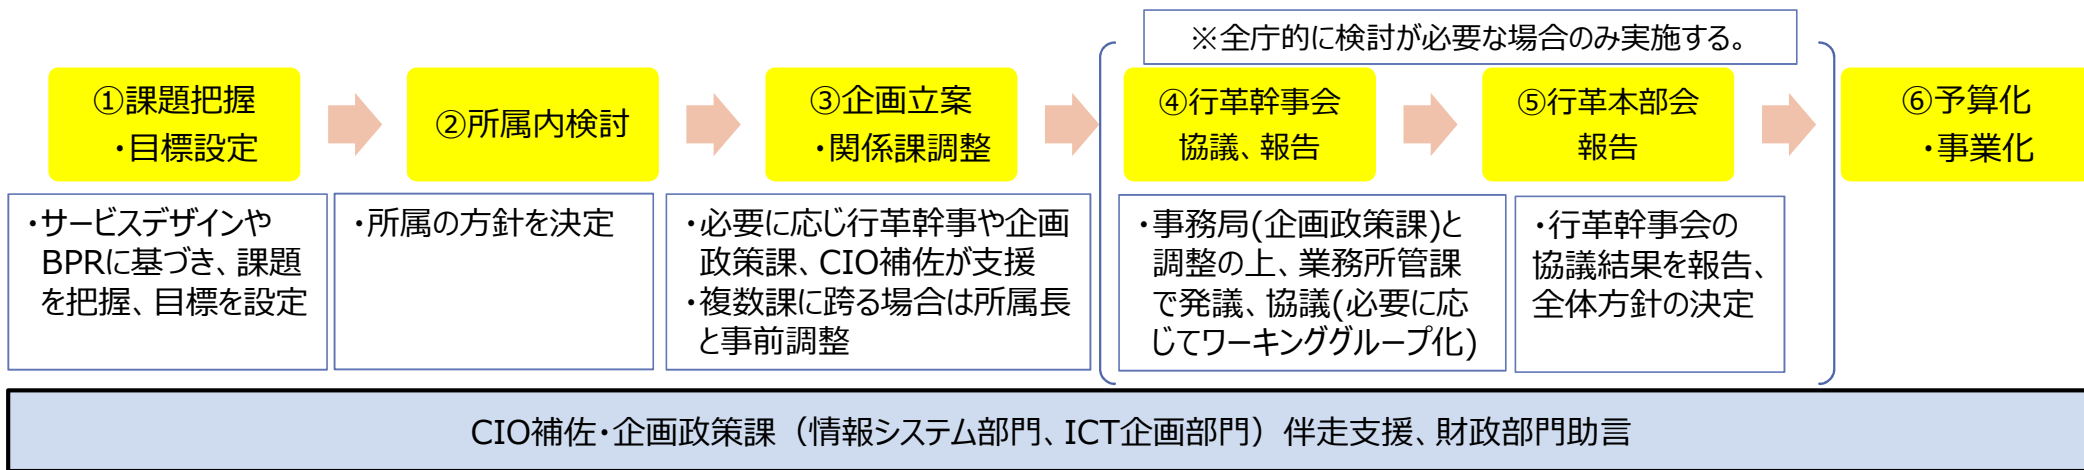 ※全庁的に検討が必要な場合のみ実施する。
①課題把握
・目標設定
②所属内検討
③企画立案
・関係課調整
④行革幹事会
協議、報告
⑤行革本部会
報告
⑥予算化
・事業化
・サービスデザインや
BPRに基づき、課題
を把握、目標を設定
・所属の方針を決定
・必要に応じ行革幹事や企画
政策課、CIO補佐が支援
・複数課に跨る場合は所属長
と事前調整
・事務局(企画政策課)と
調整の上、業務所管課
で発議、協議(必要に応
じてワーキンググループ化)
・行革幹事会の
協議結果を報告、
全体方針の決定
CIO補佐・企画政策課（情報システム部門、ICT企画部門）伴走支援、財政部門助言